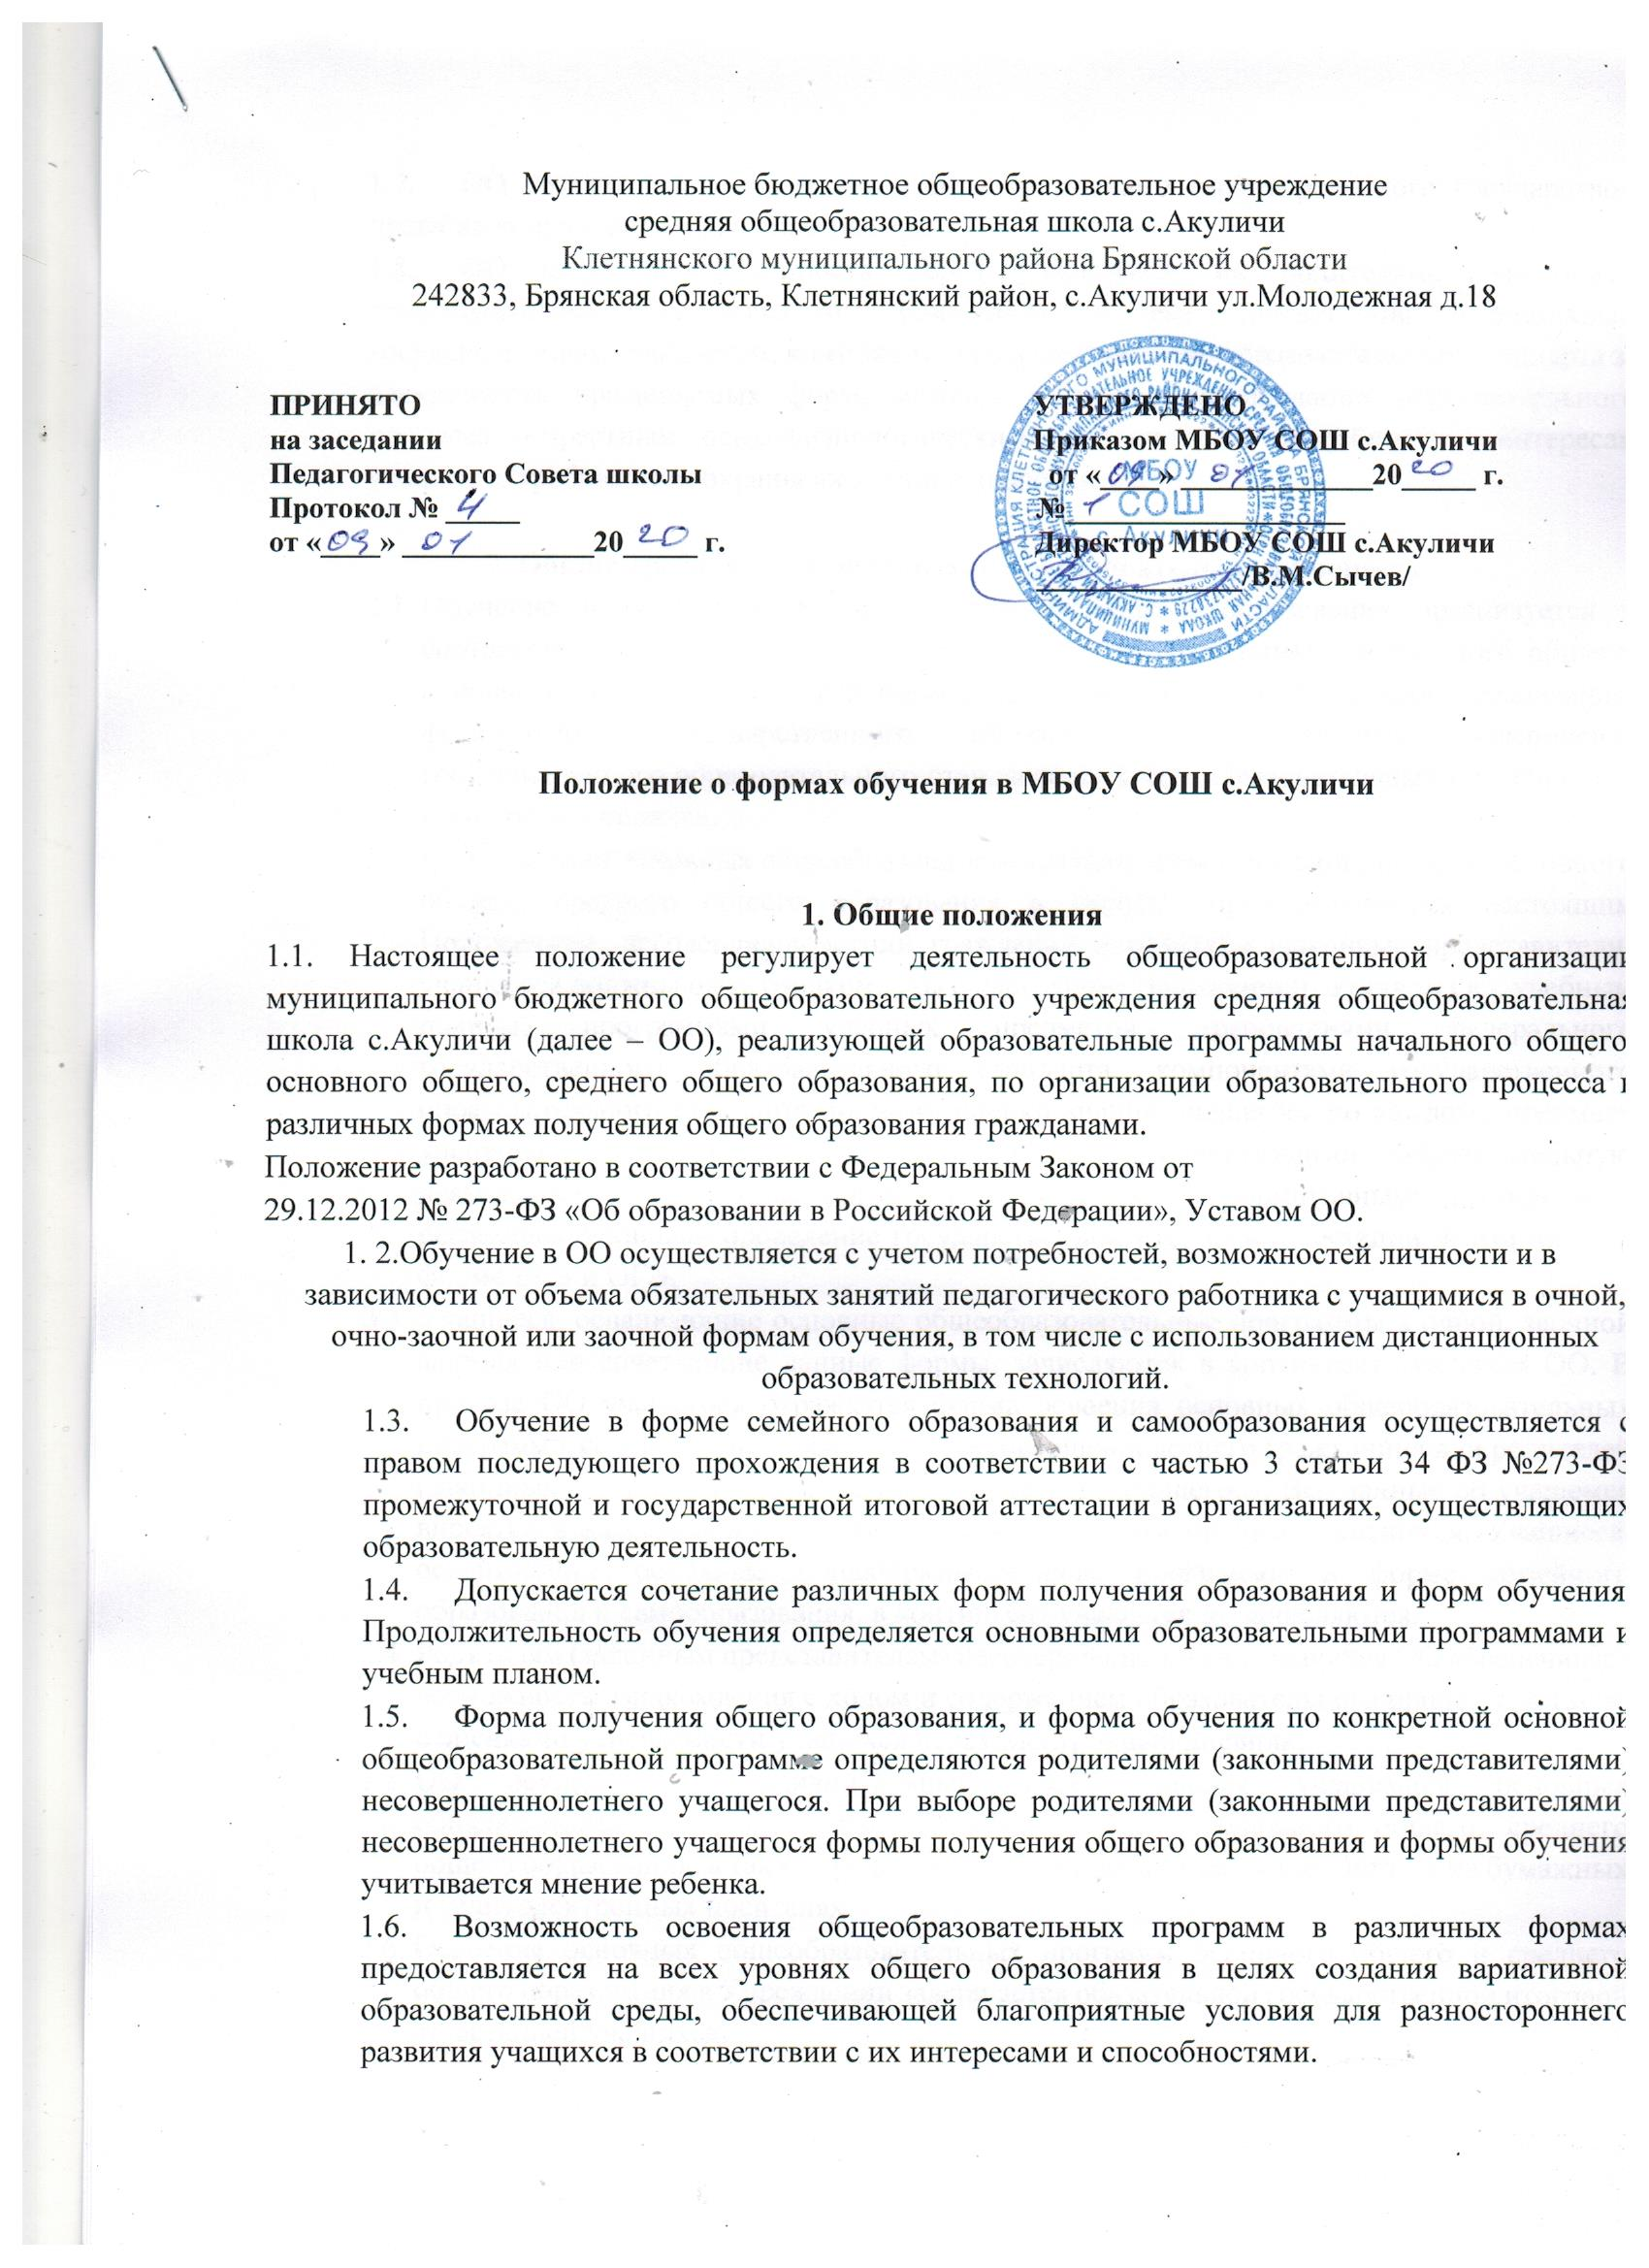 Муниципальное бюджетное общеобразовательное учреждение
средняя общеобразовательная школа с.Акуличи
Клетнянского муниципального района Брянской области
242833, Брянская область, Клетнянский район, с.Акуличи ул.Молодежная д.18
ПРИНЯТО
на заседании
Педагогического Совета школы
Протокол № 4
от «09» 01 2020 г.
УТВЕРЖДЕНО
Приказом МБОУ СОШ с.Акуличи
от «09» 01 2020 г.
№ 1
Директор МБОУ СОШ с.Акуличи
/В.М.Сычев/
МБОУ
СОШ
с. Акуличи
Положение о формах обучения в МБОУ СОШ с.Акуличи
1. Общие положения
1.1. Настоящее положение регулирует деятельность общеобразовательной организации
муниципального бюджетного общеобразовательного учреждения средняя общеобразовательная
школа с.Акуличи (далее – ОО), реализующей образовательные программы начального общего
основного общего, среднего общего образования, по организации образовательного процесса
различных формах получения общего образования гражданами.
Положение разработано в соответствии с Федеральным Законом от
29.12.2012 № 273-ФЗ «Об образовании в Российской Федерации», Уставом ОО.
1. 2.Обучение в ОО осуществляется с учетом потребностей, возможностей личности и в
зависимости от объема обязательных занятий педагогического работника с учащимися в очной,
очно-заочной или заочной формам обучения, в том числе с использованием дистанционных
образовательных технологий.
1.3. Обучение в форме семейного образования и самообразования осуществляется с
правом последующего прохождения в соответствии с частью 3 статьи 34 ФЗ №273-ФЗ
промежуточной и государственной итоговой аттестации в организациях, осуществляющих
образовательную деятельность.
1.4. Допускается сочетание различных форм получения образования и форм обучения
Продолжительность обучения определяется основными образовательными программами и
учебным планом.
1.5. Форма получения общего образования, и форма обучения по конкретной основной
общеобразовательной программе определяются родителями (законными представителями)
несовершеннолетнего учащегося. При выборе родителями (законными представителями)
несовершеннолетнего учащегося формы получения общего образования и формы обучения
учитывается мнение ребенка.
1.6. Возможность освоения общеобразовательных программ в различных формах
предоставляется на всех уровнях общего образования в целях создания вариативной
образовательной среды, обеспечивающей благоприятные условия для разностороннего
развития учащихся в соответствии с их интересами и способностями.